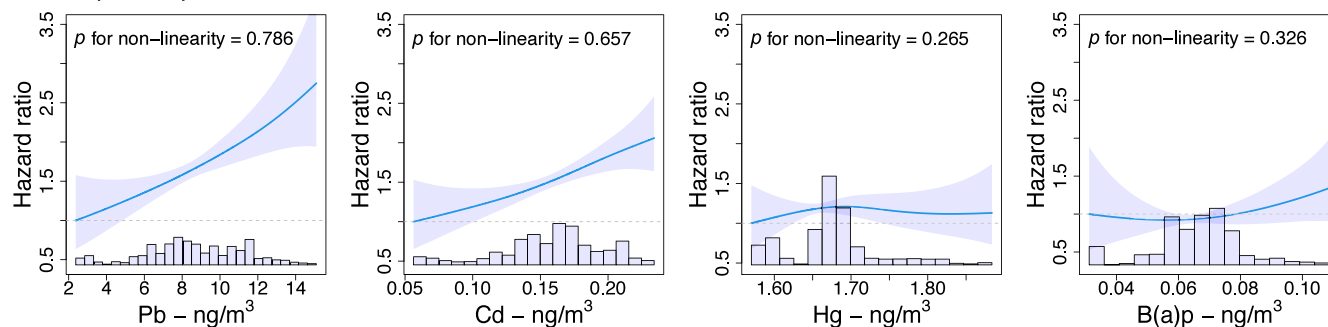 p for non−linearity = 0.786
3.5
2.5
1.5
0.5
Hazard ratio
2 4 6 8 10 12 14
Pb − ng/m³
p for non−linearity = 0.657
3.5
2.5
1.5
0.5
Hazard ratio
0.05 0.10 0.15 0.20
Cd − ng/m³
p for non−linearity = 0.265
3.5
2.5
1.5
0.5
Hazard ratio
1.60 1.70 1.80
Hg − ng/m³
p for non−linearity = 0.326
3.5
2.5
1.5
0.5
Hazard ratio
0.04 0.06 0.08 0.10
B(a)p − ng/m³